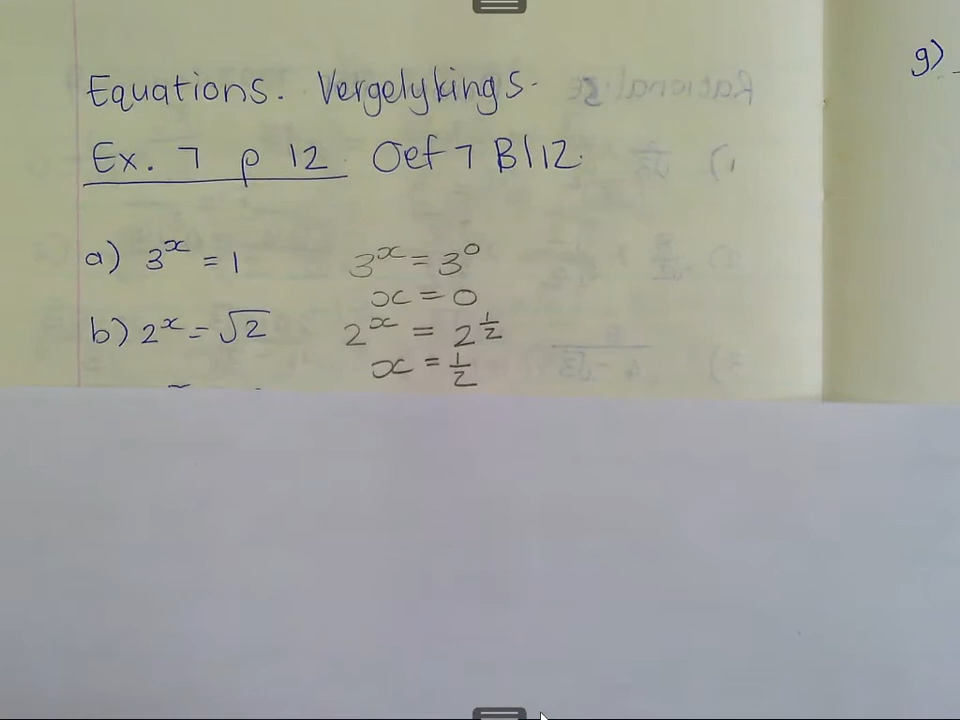 Equations. Vergelykings.
Ex. 7 p 12. Oef 7 Bl 12.
a) 3^x = 1 3^x = 3^0
x = 0
b) 2^x = √2 2^x = 2^(1/2)
x = 1/2
g)